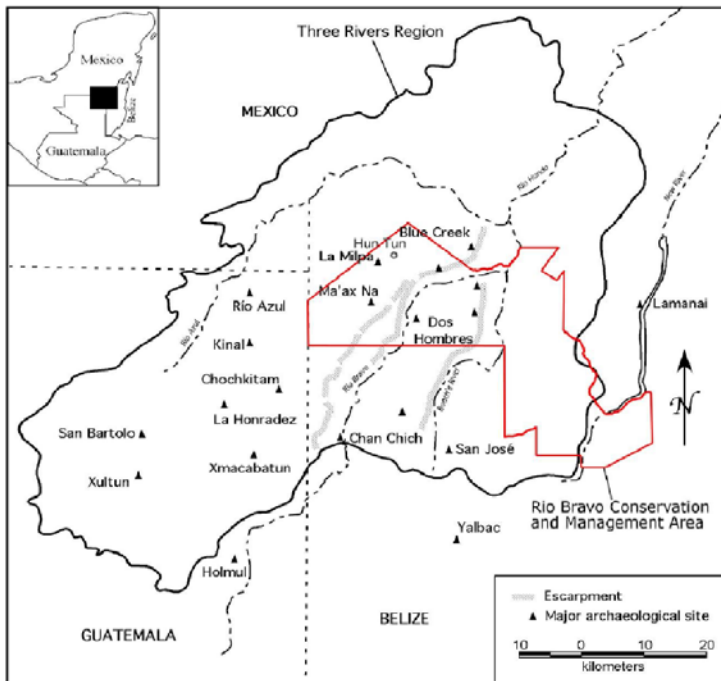 Mexico
Belize
Guatemala
Three Rivers Region
MEXICO
Río Hondo
New River
Blue Creek
Hun Tun
La Milpa
Ma'ax Na
Río Azul
Río Azul
Lamanai
Dos
Hombres
Kinal
Río Bravo
Booth's River
Chochkitam
La Honradez
N
San Bartolo
Chan Chich
San José
Xmacabatun
Xultun
Rio Bravo Conservation
and Management Area
Yalbac
Holmul
GUATEMALA
BELIZE
Escarpment
Major archaeological site
10 0 10 20
kilometers